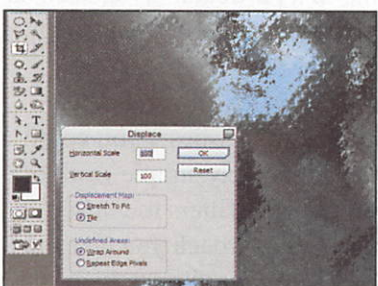 Displace
Horizontal Scale 100
OK
Reset
Vertical Scale 100
Displacement Map:
Stretch To Fit
Tile
Undefined Areas:
Wrap Around
Repeat Edge Pixels